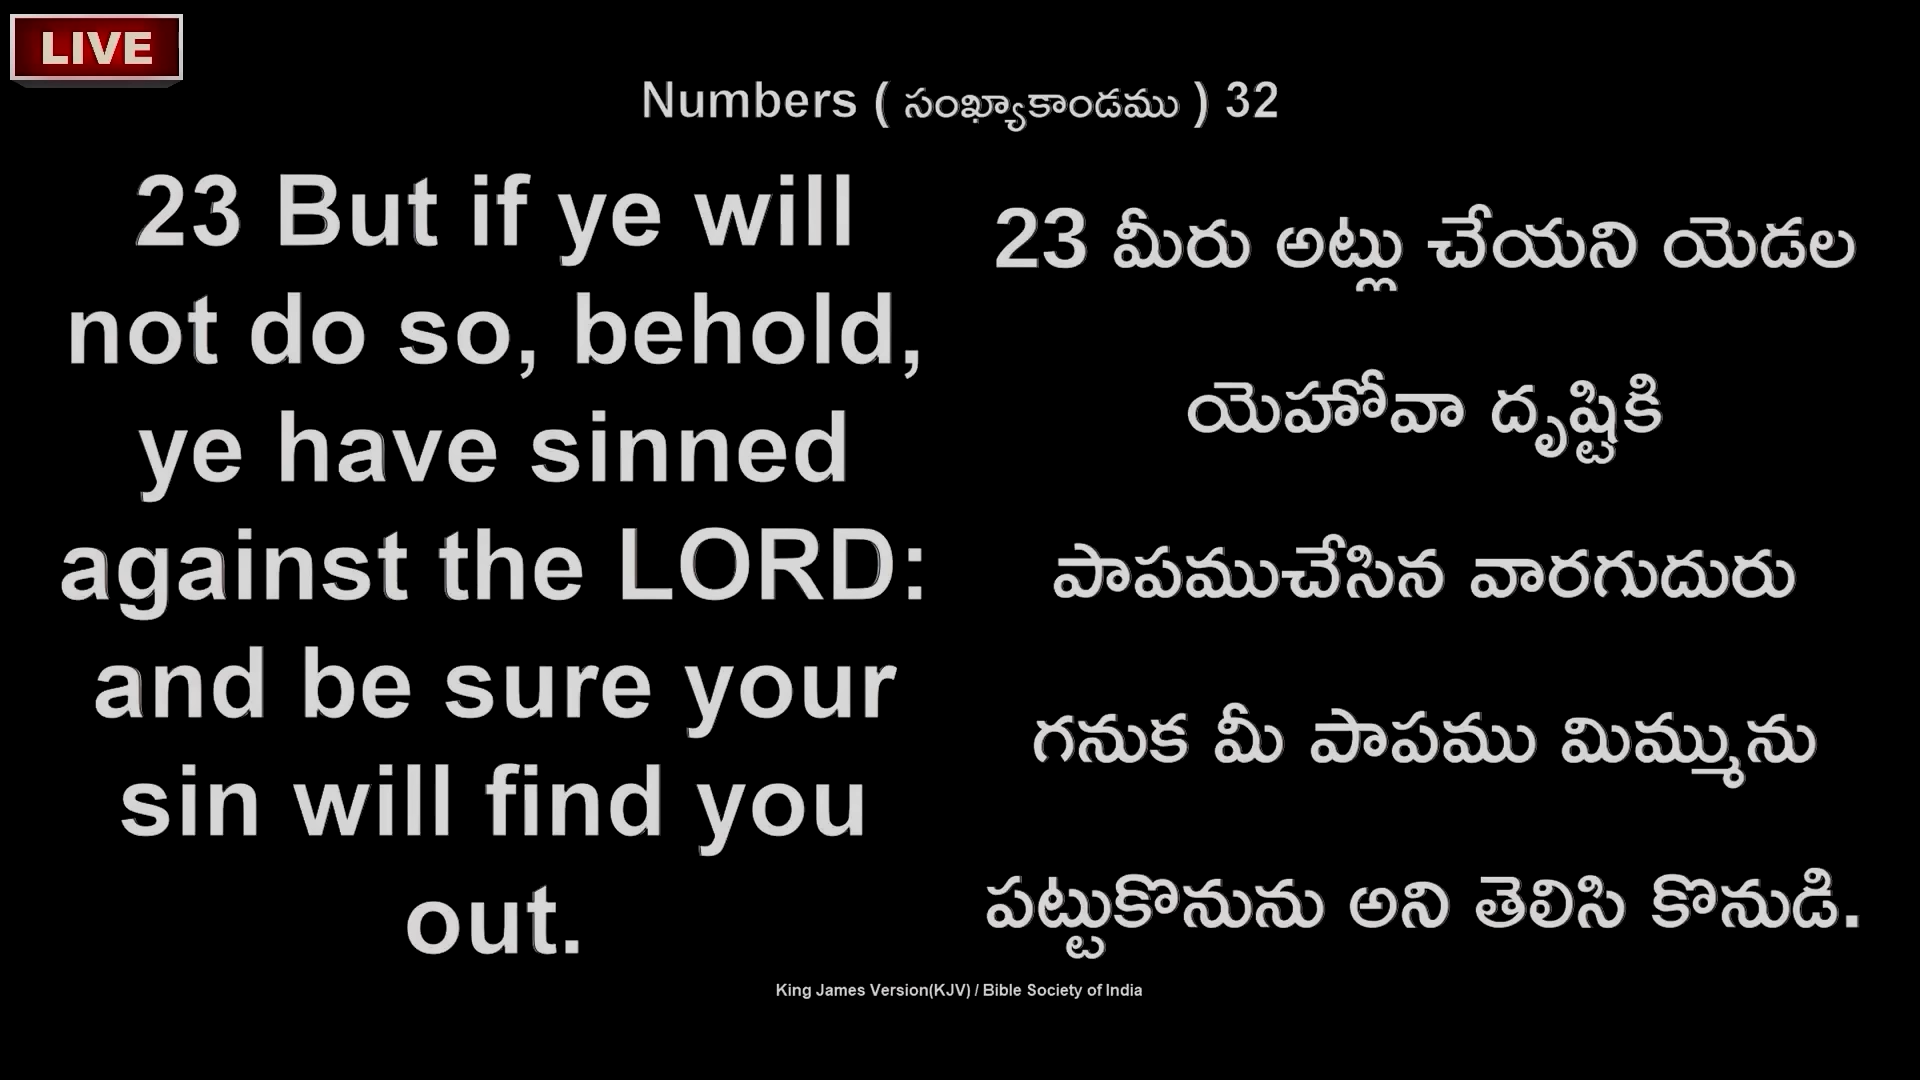 LIVE
Numbers ( సంఖ్యాకాండము ) 32
23 But if ye will
not do so, behold,
ye have sinned
against the LORD:
and be sure your
sin will find you
out.
23 మీరు అట్లు చేయని యెడల
యెహోవా దృష్టికి
పాపముచేసిన వారగుదురు
గనుక మీ పాపము మిమ్మును
పట్టుకొనును అని తెలిసి కొనుడి.
King James Version(KJV) / Bible Society of India